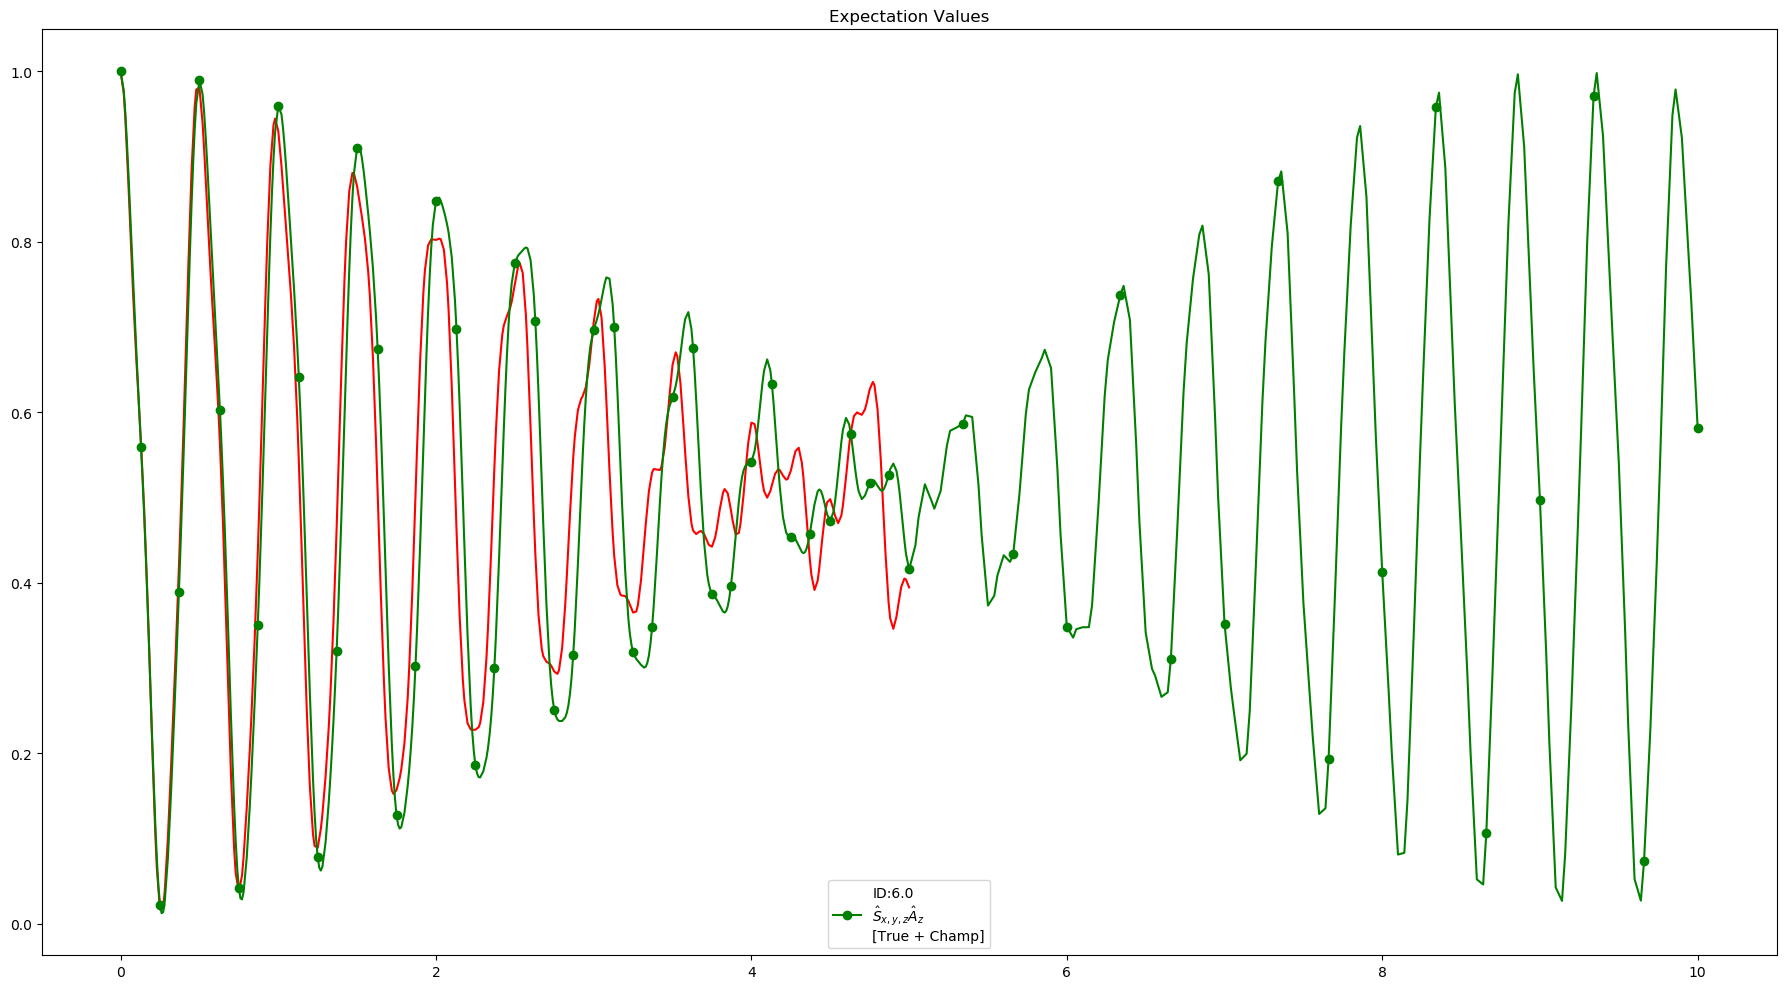 Expectation Values
1.0
0.8
0.6
0.4
0.2
0.0
ID:6.0
$\hat{S}_{x,y,z}\hat{A}_z$
[True + Champ]
0 2 4 6 8 10